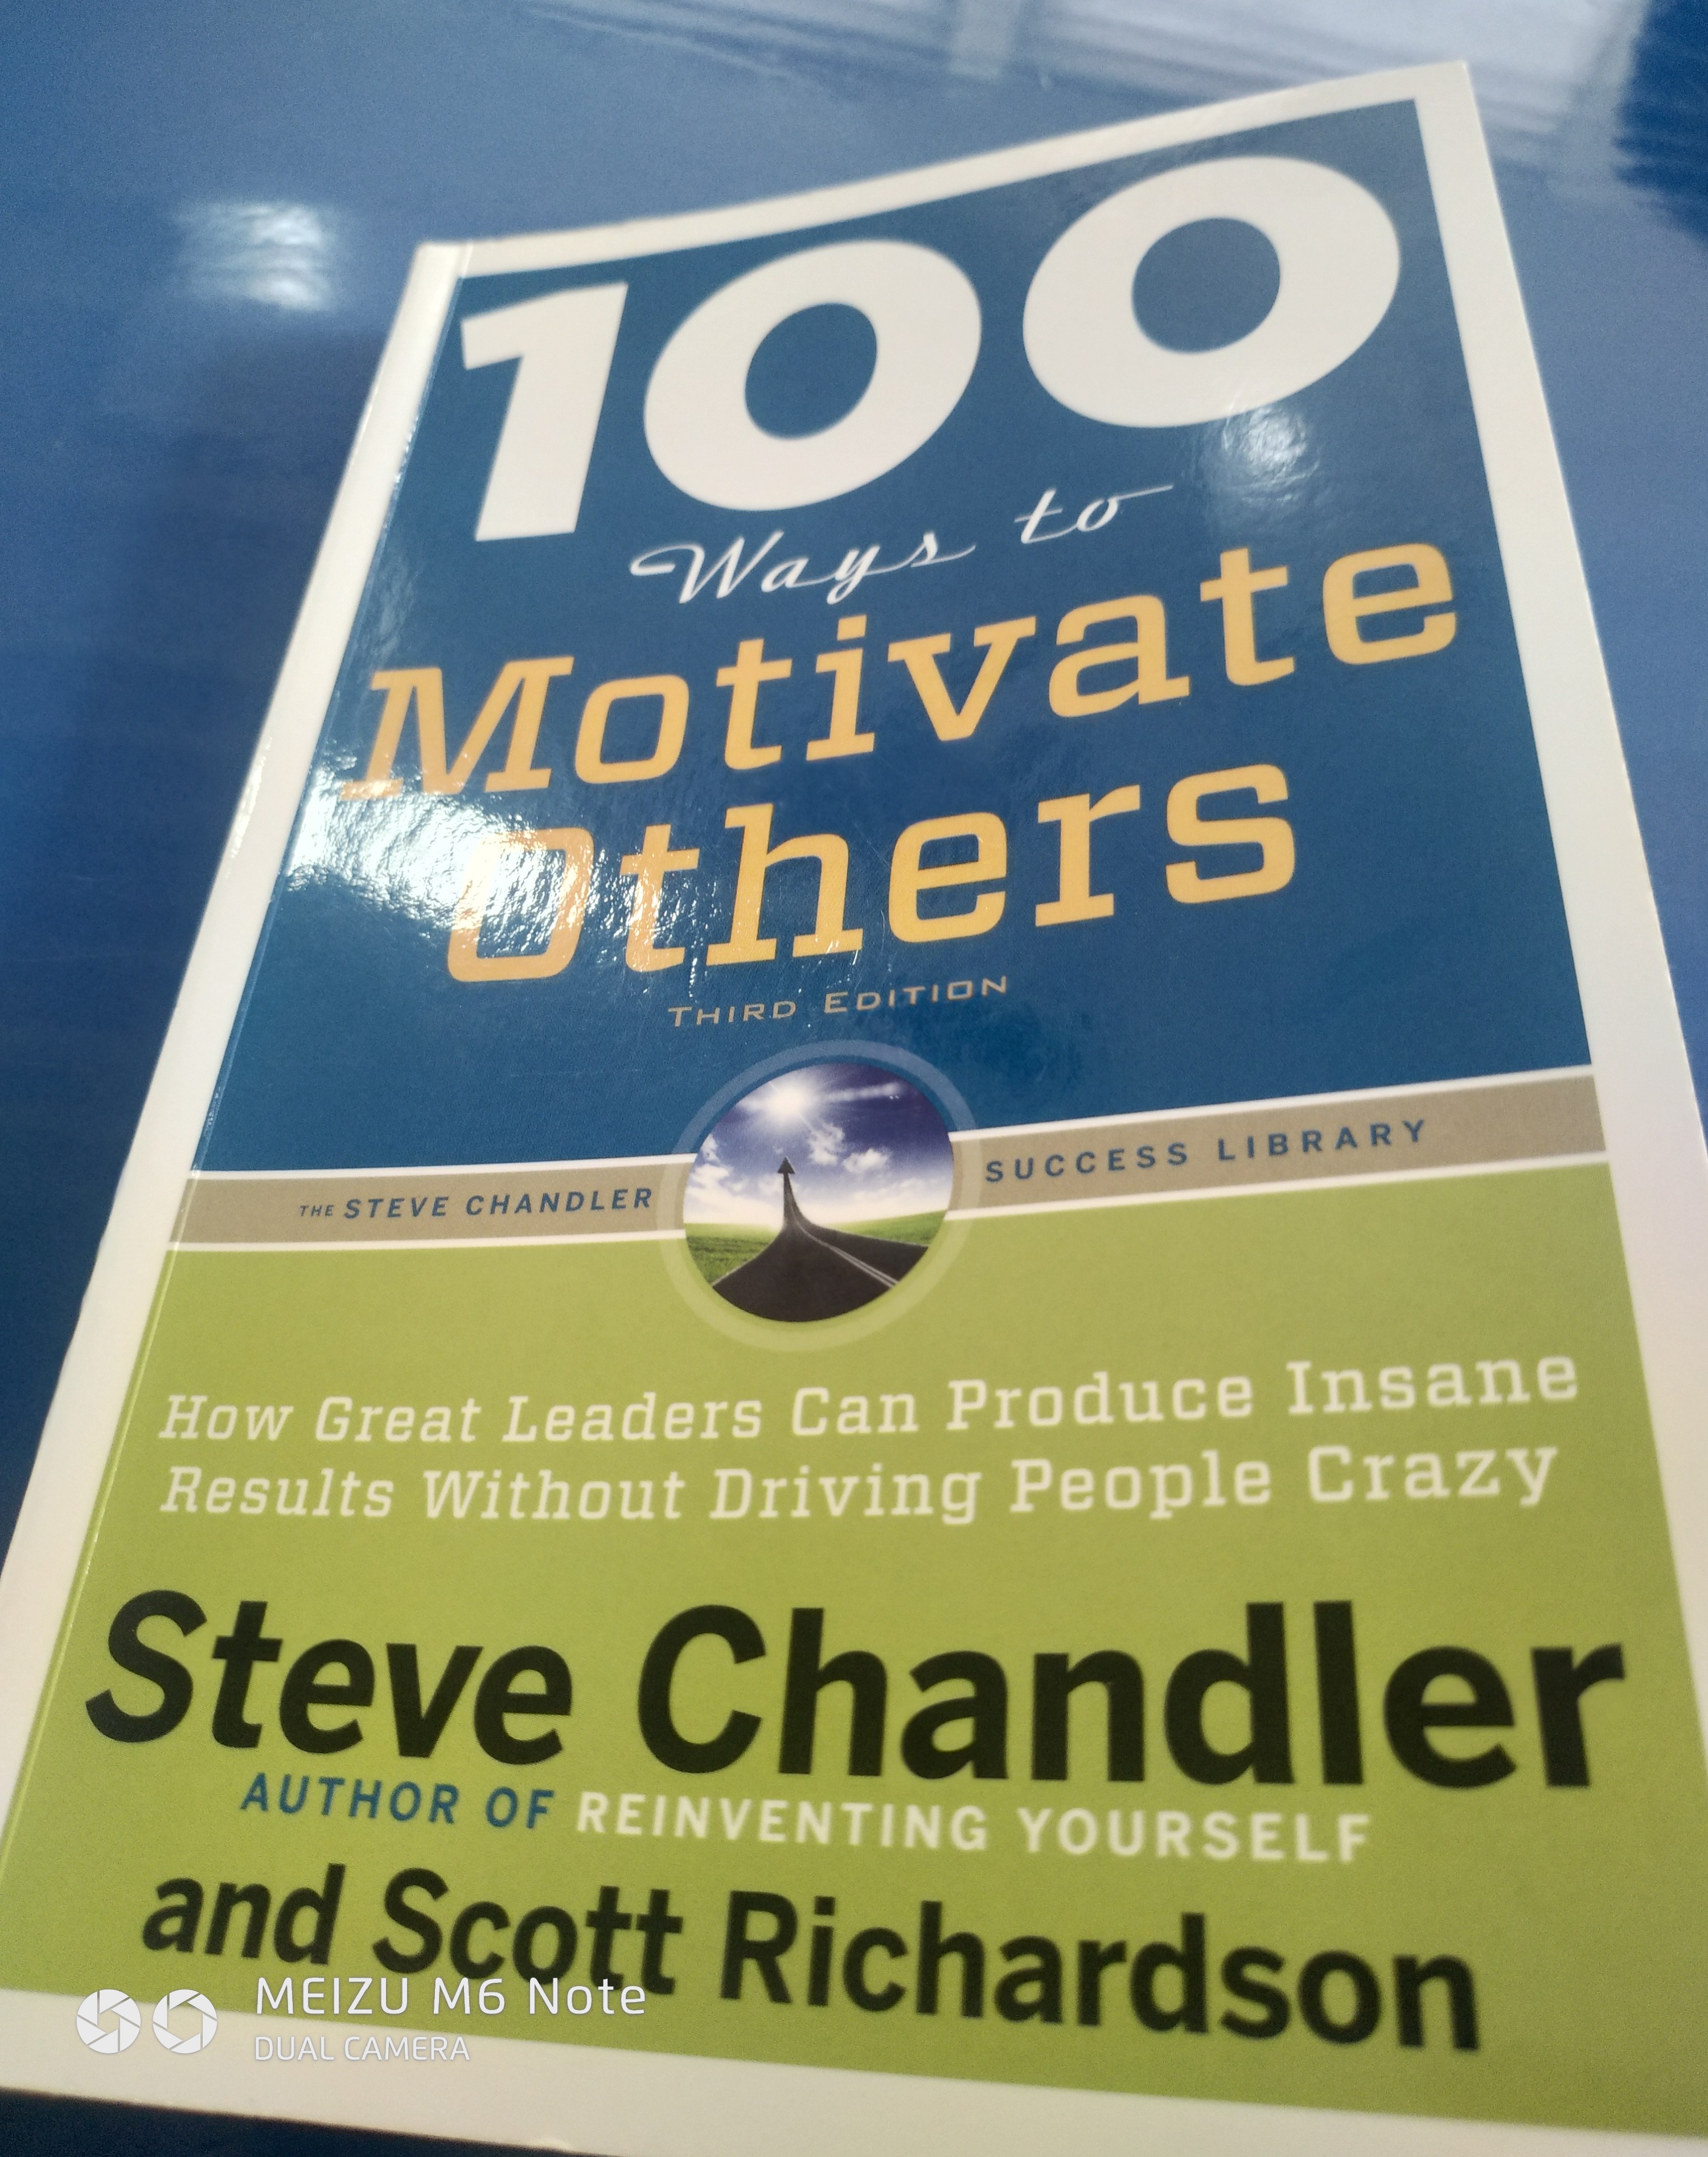 100
Ways to
Motivate
Others
THIRD EDITION
THE STEVE CHANDLER SUCCESS LIBRARY
How Great Leaders Can Produce Insane
Results Without Driving People Crazy
Steve Chandler
AUTHOR OF REINVENTING YOURSELF
and Scott Richardson
MEIZU M6 Note
DUAL CAMERA